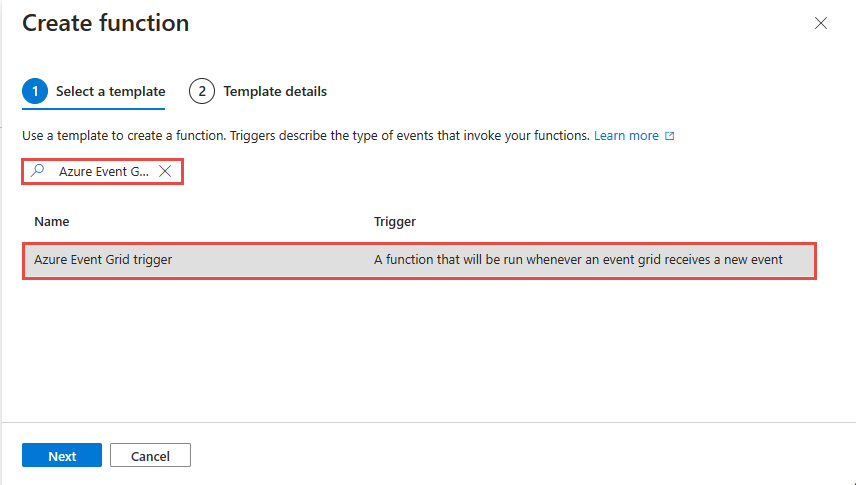 Create function
1 Select a template 2 Template details
Use a template to create a function. Triggers describe the type of events that invoke your functions. Learn more
Azure Event G...
Name Trigger
Azure Event Grid trigger A function that will be run whenever an event grid receives a new event
Next Cancel